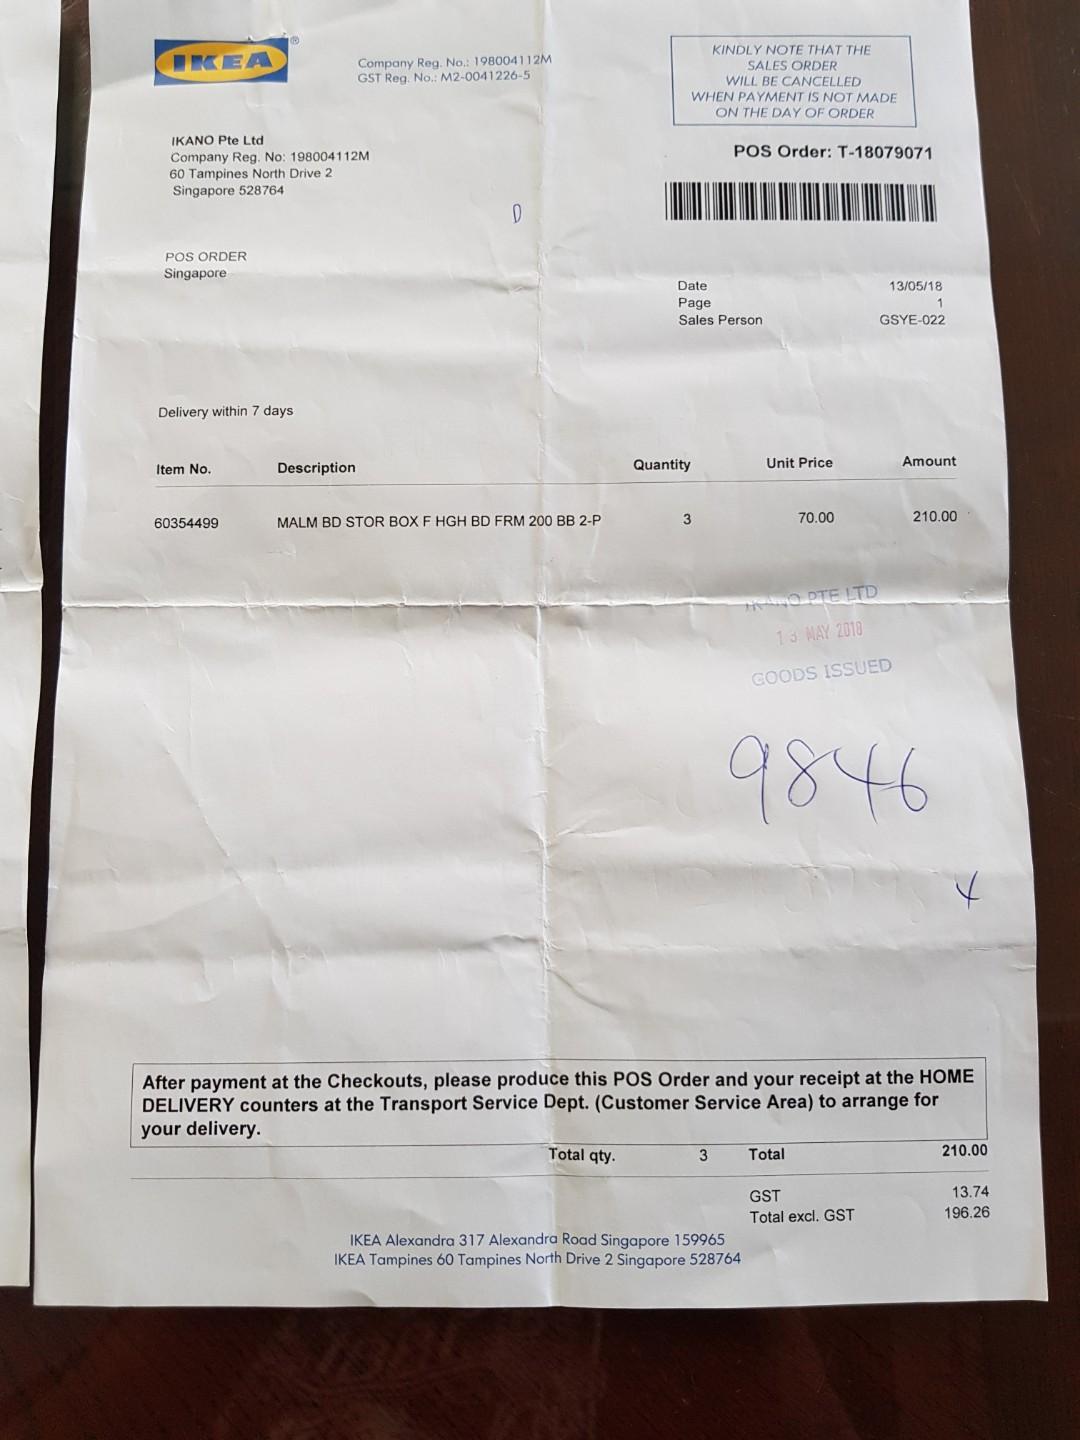 IKEA®
Company Reg. No.: 198004112M
GST Reg. No.: M2-0041226-5
KINDLY NOTE THAT THE
SALES ORDER
WILL BE CANCELLED
WHEN PAYMENT IS NOT MADE
ON THE DAY OF ORDER
IKANO Pte Ltd
Company Reg. No: 198004112M
60 Tampines North Drive 2
Singapore 528764
POS Order: T-18079071
D
POS ORDER
Singapore
Date 13/05/18
Page 1
Sales Person GSYE-022
Delivery within 7 days
Item No. Description Quantity Unit Price Amount
60354499 MALM BD STOR BOX F HGH BD FRM 200 BB 2-P 3 70.00 210.00
IKANO PTE LTD
13 MAY 2018
GOODS ISSUED
9846
4
After payment at the Checkouts, please produce this POS Order and your receipt at the HOME
DELIVERY counters at the Transport Service Dept. (Customer Service Area) to arrange for
your delivery.
Total qty. 3 Total 210.00
GST 13.74
Total excl. GST 196.26
IKEA Alexandra 317 Alexandra Road Singapore 159965
IKEA Tampines 60 Tampines North Drive 2 Singapore 528764